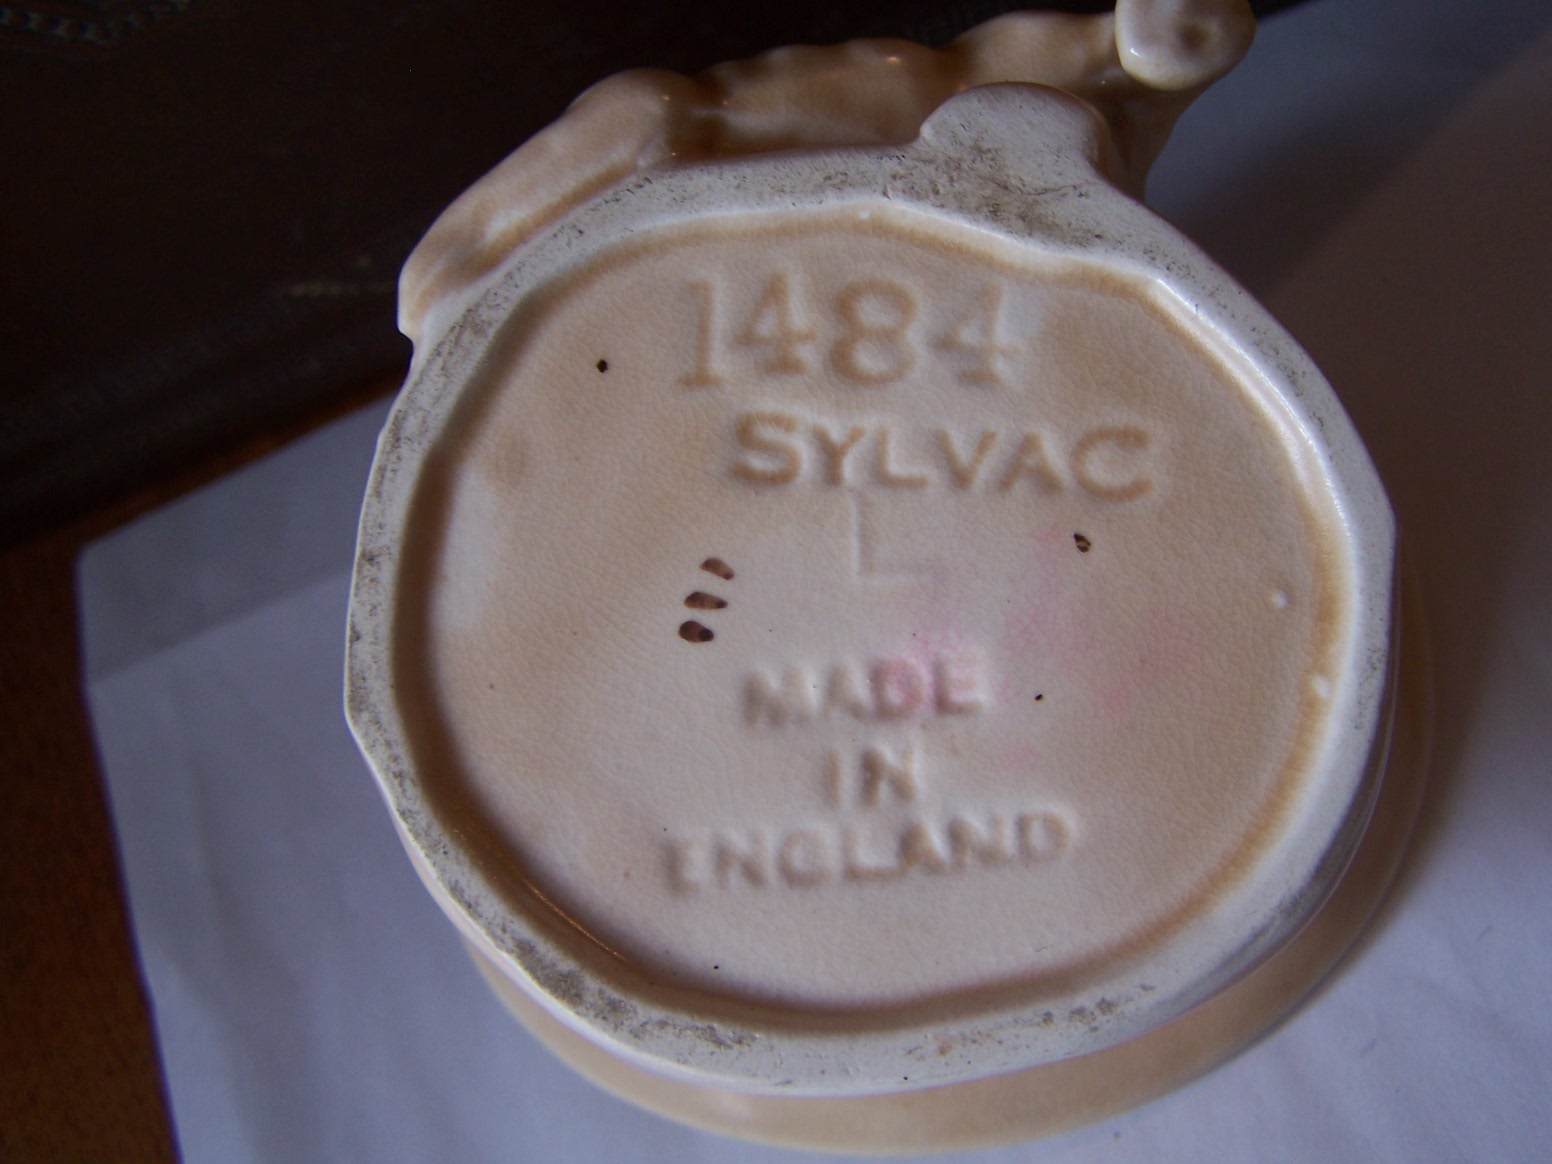 1484
SYLVAC
L
MADE
IN
ENGLAND